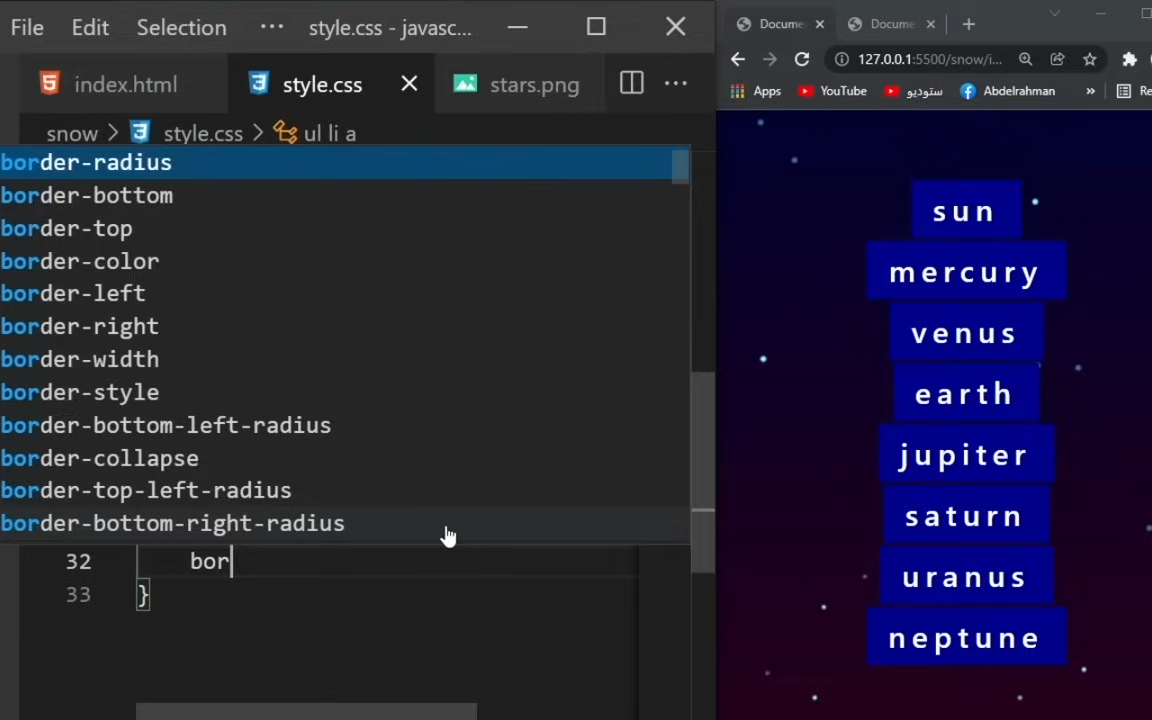 File Edit Selection ··· style.css - javasc...
index.html style.css stars.png ···
snow > style.css > ul li a
border-radius
border-bottom
border-top
border-color
border-left
border-right
border-width
border-style
border-bottom-left-radius
border-collapse
border-top-left-radius
border-bottom-right-radius
32 bor
33 }
Docume Docume
127.0.0.1:5500/snow/i...
Apps YouTube ستوديو Abdelrahman » Re
sun
mercury
venus
earth
jupiter
saturn
uranus
neptune